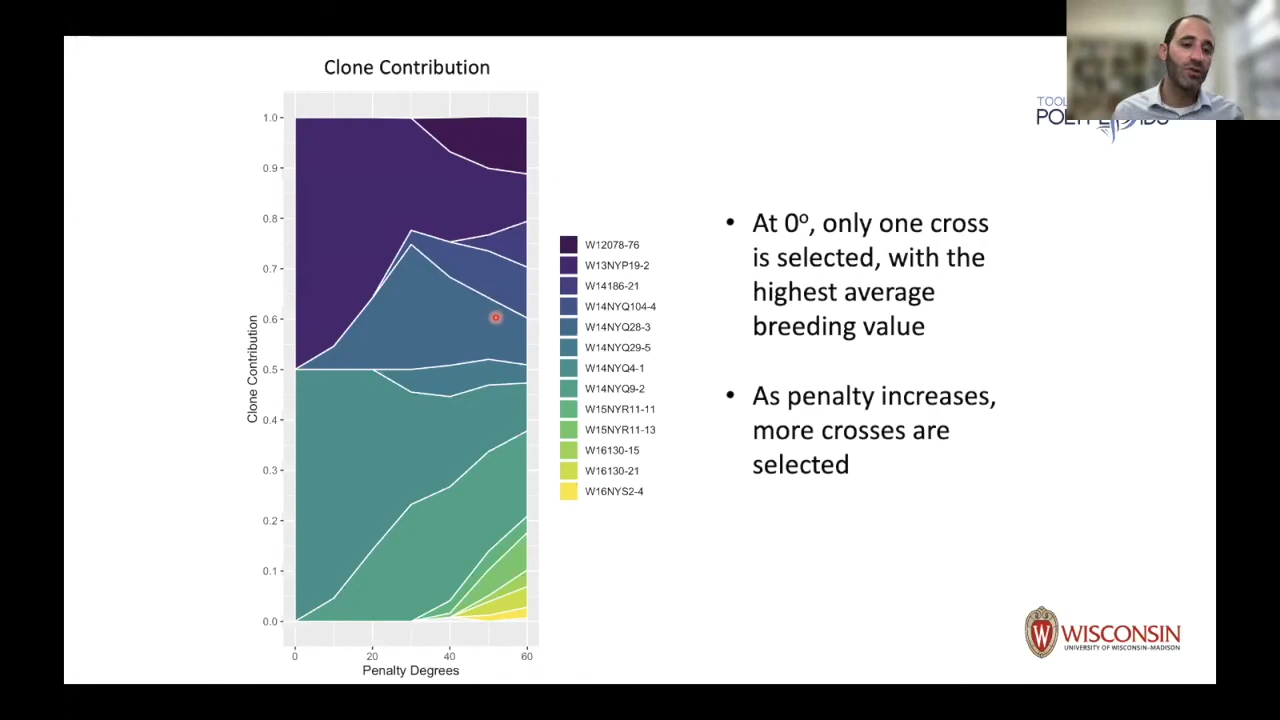 Clone Contribution
1.0
0.9
0.8
0.7
0.6
0.5
0.4
0.3
0.2
0.1
0.0
Clone Contribution
0
20
40
60
Penalty Degrees
W12078-76
W13NYP19-2
W14186-21
W14NYQ104-4
W14NYQ28-3
W14NYQ29-5
W14NYQ4-1
W14NYQ9-2
W15NYR11-11
W15NYR11-13
W16130-15
W16130-21
W16NYS2-4
• At 0º, only one cross
is selected, with the
highest average
breeding value
• As penalty increases,
more crosses are
selected
W WISCONSIN
UNIVERSITY OF WISCONSIN–MADISON